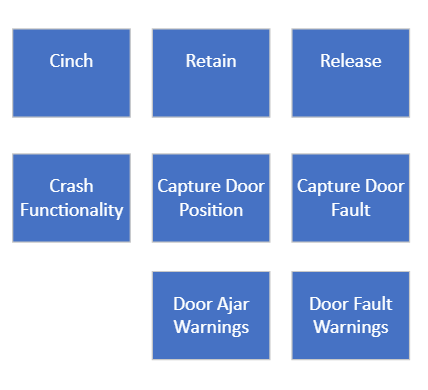 Cinch
Retain
Release
Crash
Functionality
Capture Door
Position
Capture Door
Fault
Door Ajar
Warnings
Door Fault
Warnings